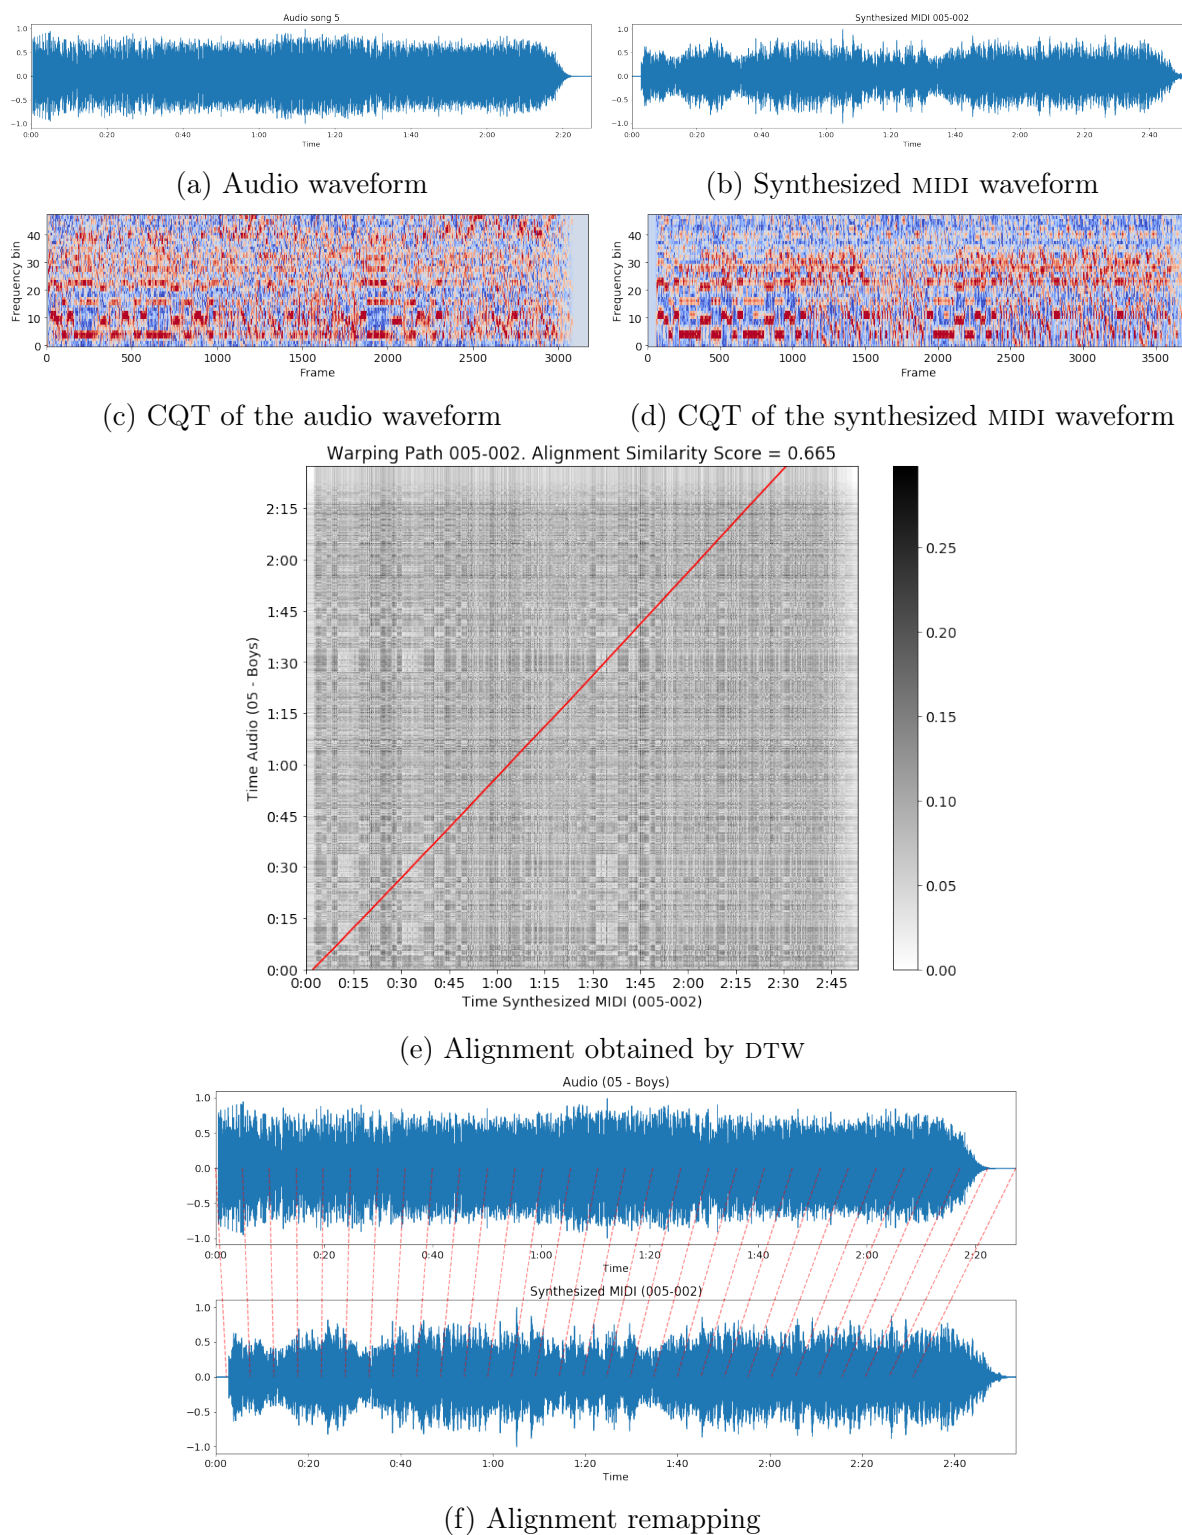 Audio song 5
1.0
0.5
0.0
−0.5
−1.0
0:00 0:20 0:40 1:00 1:20 1:40 2:00 2:20
Time
(a) Audio waveform
Synthesized MIDI 005-002
1.0
0.5
0.0
−0.5
−1.0
0:00 0:20 0:40 1:00 1:20 1:40 2:00 2:20 2:40
Time
(b) Synthesized MIDI waveform
Frequency bin
40
30
20
10
0
0 500 1000 1500 2000 2500 3000
Frame
(c) CQT of the audio waveform
Frequency bin
40
30
20
10
0
0 500 1000 1500 2000 2500 3000 3500
Frame
(d) CQT of the synthesized MIDI waveform
Warping Path 005-002. Alignment Similarity Score = 0.665
Time Audio (05 - Boys)
2:15
2:00
1:45
1:30
1:15
1:00
0:45
0:30
0:15
0:00
0:00 0:15 0:30 0:45 1:00 1:15 1:30 1:45 2:00 2:15 2:30 2:45
Time Synthesized MIDI (005-002)
0.25
0.20
0.15
0.10
0.05
0.00
(e) Alignment obtained by DTW
Audio (05 - Boys)
1.0
0.5
0.0
−0.5
−1.0
0:00 0:20 0:40 1:00 1:20 1:40 2:00 2:20
Time
Synthesized MIDI (005-002)
1.0
0.5
0.0
−0.5
−1.0
0:00 0:20 0:40 1:00 1:20 1:40 2:00 2:20 2:40
Time
(f) Alignment remapping